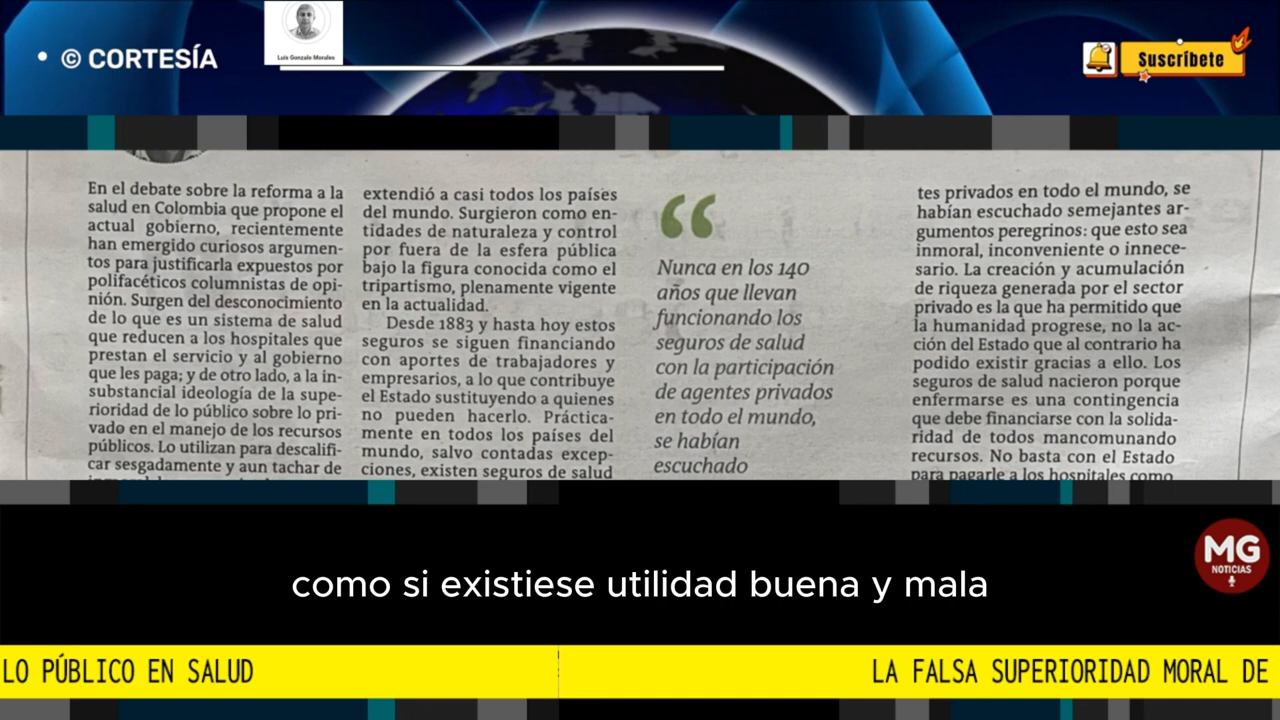 • © CORTESÍA
Luis Gonzalo Morales
Suscríbete
En el debate sobre la reforma a la
salud en Colombia que propone el
actual gobierno, recientemente
han emergido curiosos argumen-
tos para justificarla expuestos por
polifacéticos columnistas de opi-
nión. Surgen del desconocimiento
de lo que es un sistema de salud
que reducen a los hospitales que
prestan el servicio y al gobierno
que les paga; y de otro lado, a la in-
substancial ideología de la supe-
rioridad de lo público sobre lo pri-
vado en el manejo de los recursos
públicos. Lo utilizan para descalifi-
car sesgadamente y aun tachar de
extendió a casi todos los países
del mundo. Surgieron como en-
tidades de naturaleza y control
por fuera de la esfera pública
bajo la figura conocida como el
tripartismo, plenamente vigente
en la actualidad.
Desde 1883 y hasta hoy estos
seguros se siguen financiando
con aportes de trabajadores y
empresarios, a lo que contribuye
el Estado sustituyendo a quienes
no pueden hacerlo. Práctica-
mente en todos los países del
mundo, salvo contadas excep-
ciones, existen seguros de salud
“
Nunca en los 140
años que llevan
funcionando los
seguros de salud
con la participación
de agentes privados
en todo el mundo,
se habían
escuchado
tes privados en todo el mundo, se
habían escuchado semejantes ar-
gumentos peregrinos: que esto sea
inmoral, inconveniente o innece-
sario. La creación y acumulación
de riqueza generada por el sector
privado es la que ha permitido que
la humanidad progrese, no la ac-
ción del Estado que al contrario ha
podido existir gracias a ello. Los
seguros de salud nacieron porque
enfermarse es una contingencia
que debe financiarse con la solida-
ridad de todos mancomunando
recursos. No basta con el Estado
para pagarle a los hospitales como
como si existiese utilidad buena y mala
MG
NOTICIAS
LO PÚBLICO EN SALUD
LA FALSA SUPERIORIDAD MORAL DE